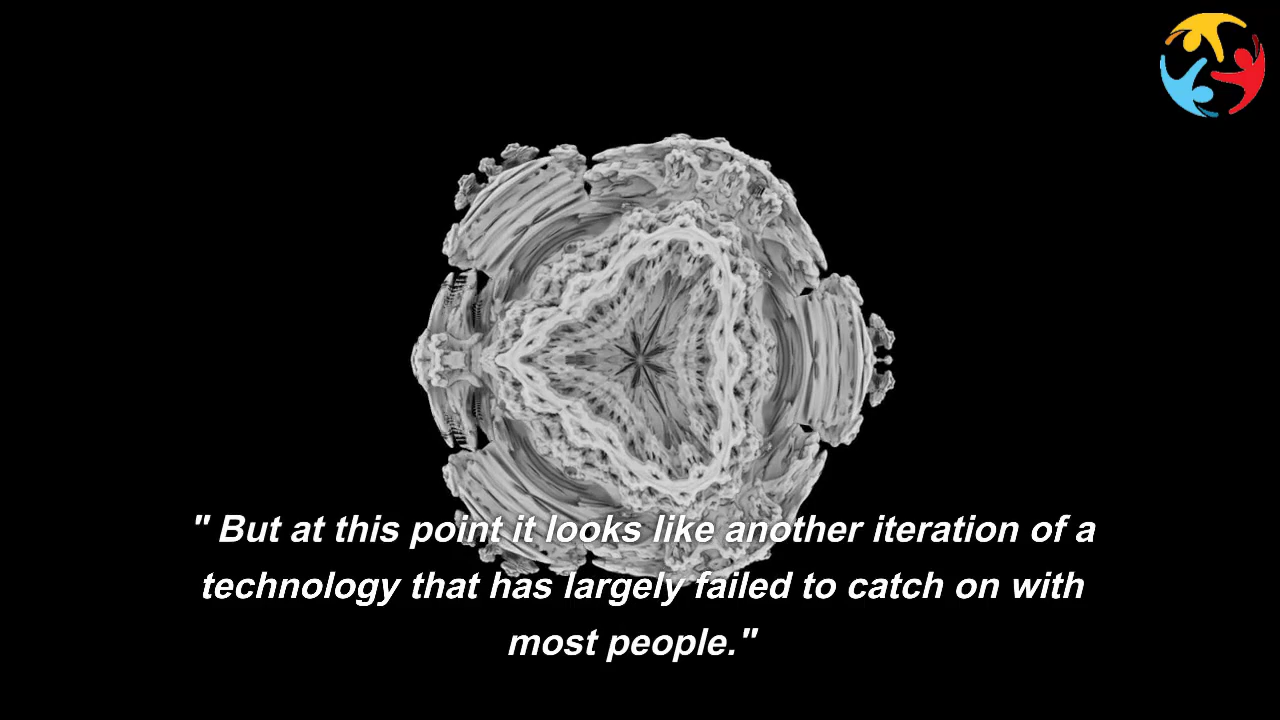 " But at this point it looks like another iteration of a
technology that has largely failed to catch on with
most people."